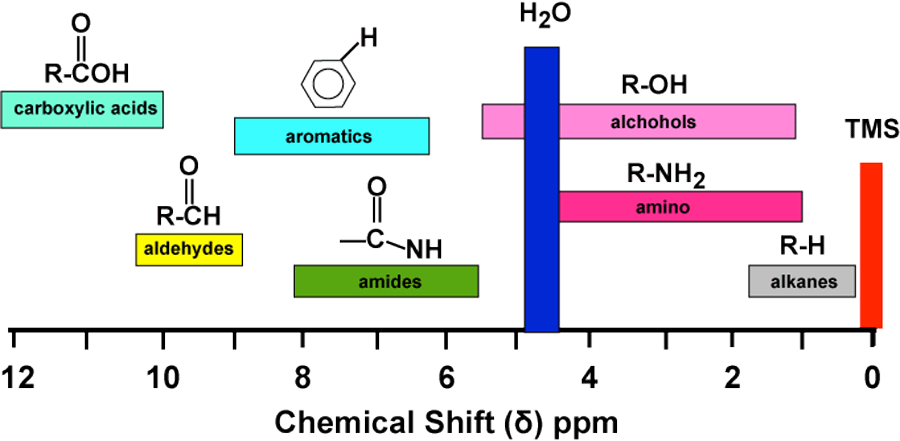 H₂O
O
R-COH
carboxylic acids
H
aromatics
R-OH
alchohols
TMS
O
R-CH
aldehydes
O
C
NH
amides
R-NH₂
amino
R-H
alkanes
12 10 8 6 4 2 0
Chemical Shift (δ) ppm